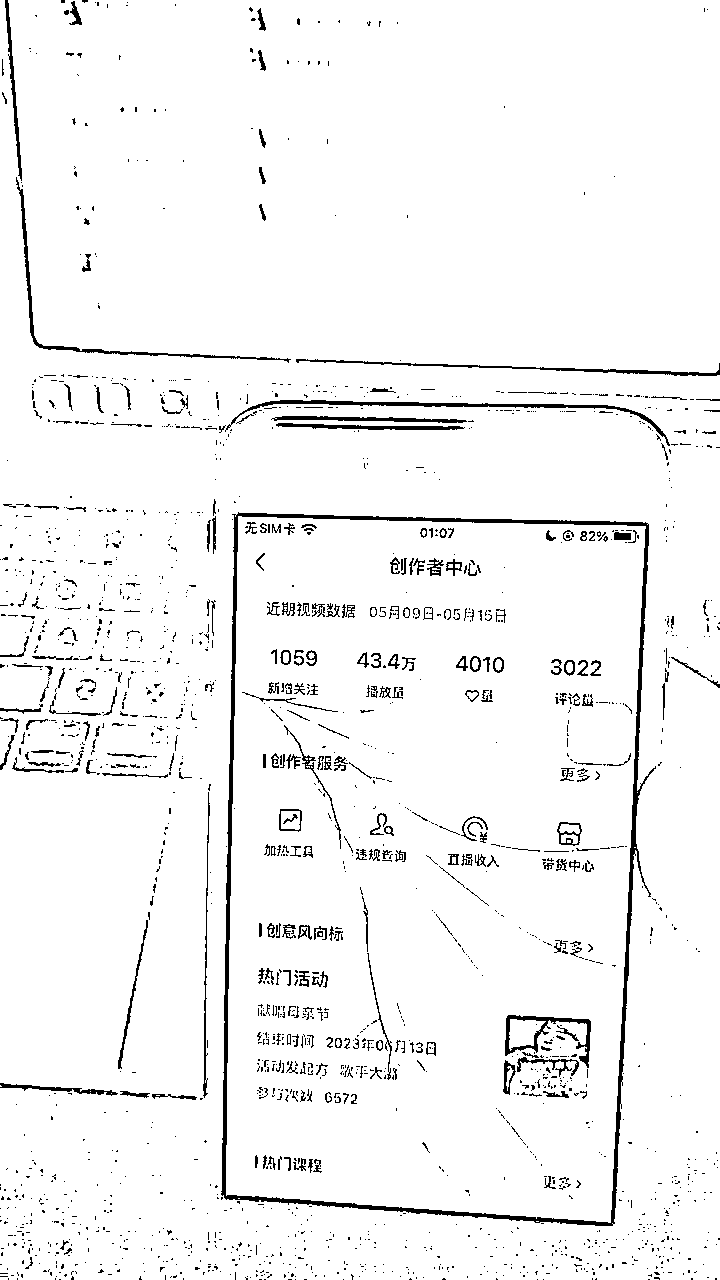 无SIM卡 01:07 82%
创作者中心
近期视频数据 05月09日-05月15日
1059 43.4万 4010 3022
新增关注 播放量 ♡量 评论量
创作者服务 更多
加热工具 违规查询 直播收入 带货中心
创意风向标 更多
热门活动
献唱母亲节
结束时间 2023年06月13日
活动发起方 歌手大
参与次数 6572
热门课程 更多